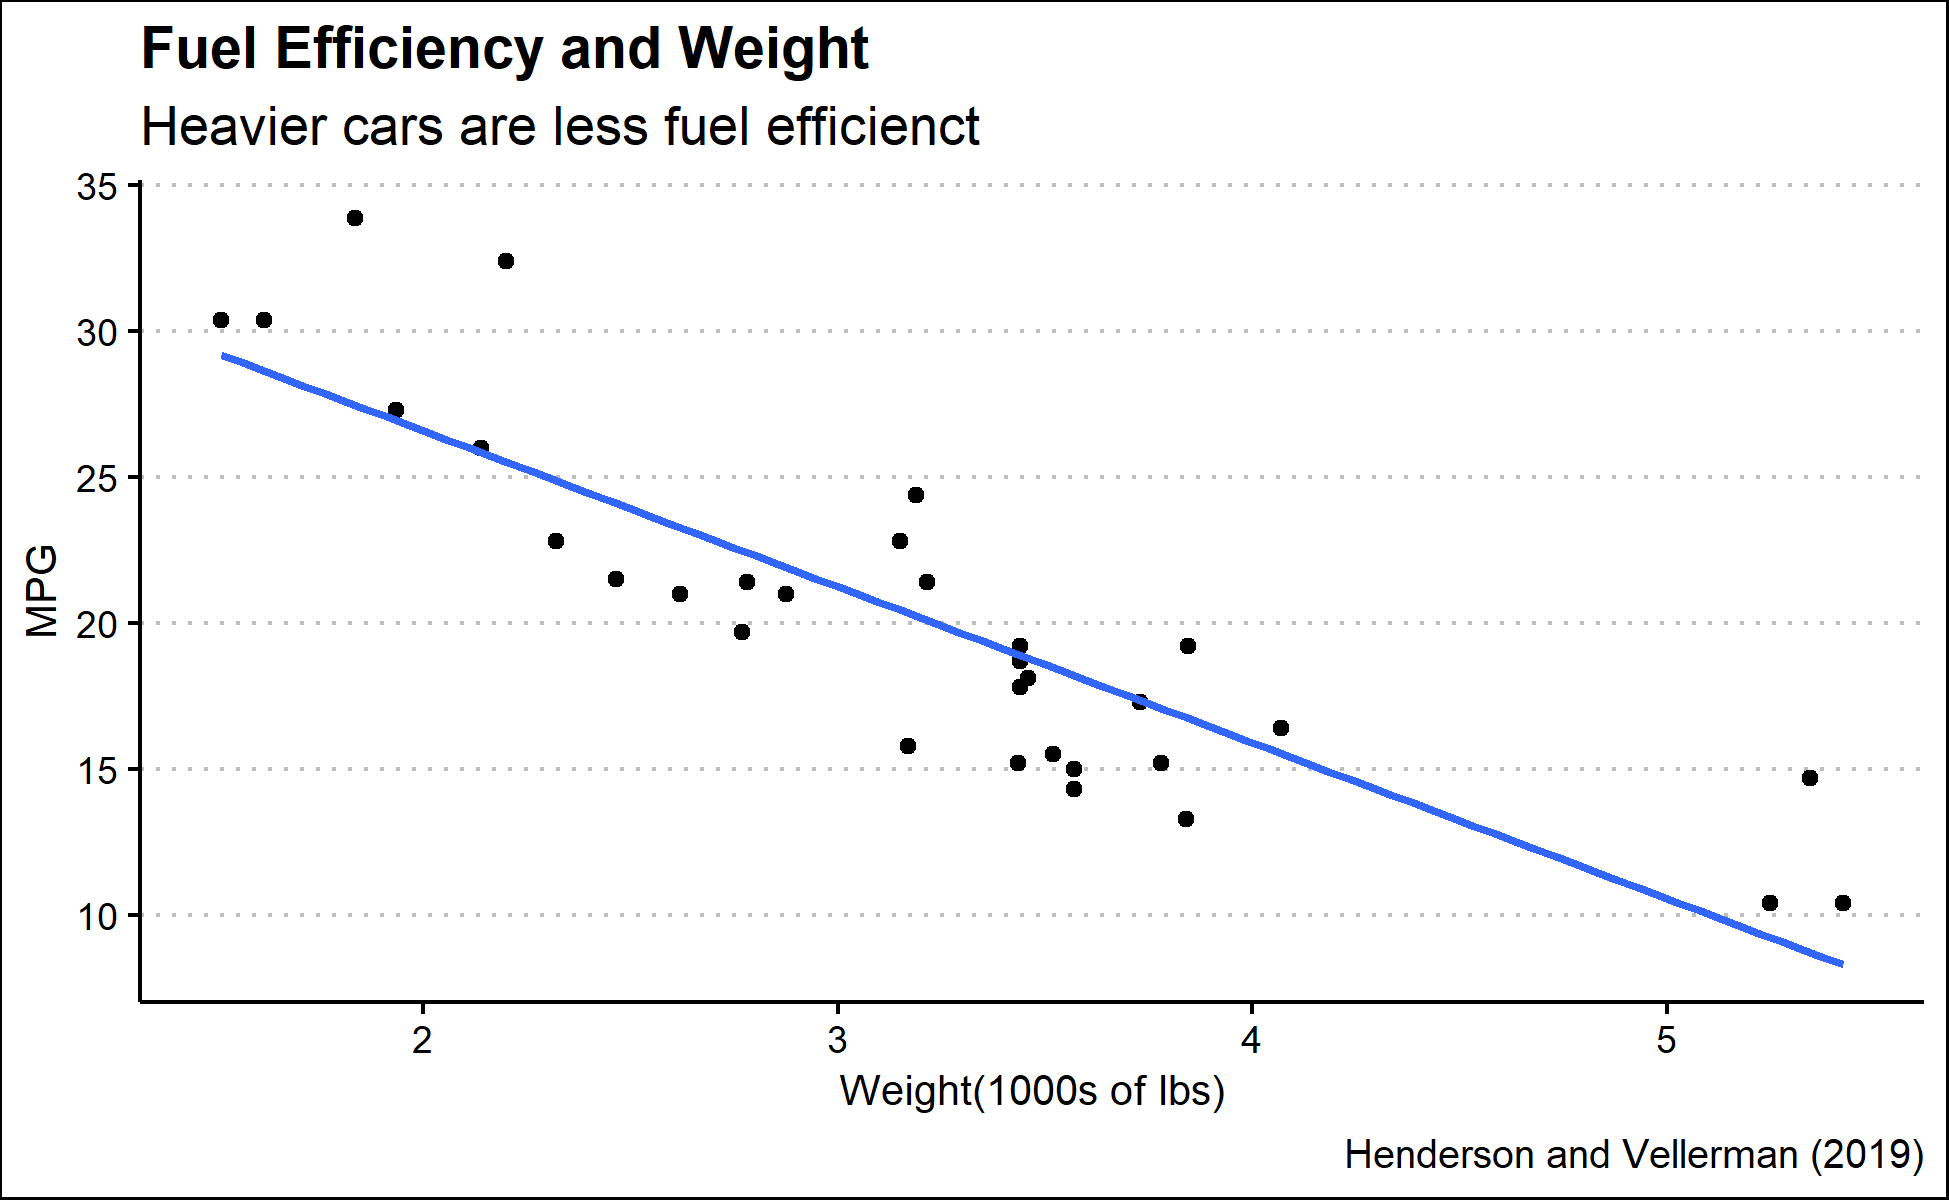 Fuel Efficiency and Weight
Heavier cars are less fuel efficienct
35
30
25
20
15
10
MPG
2 3 4 5
Weight(1000s of lbs)
Henderson and Vellerman (2019)